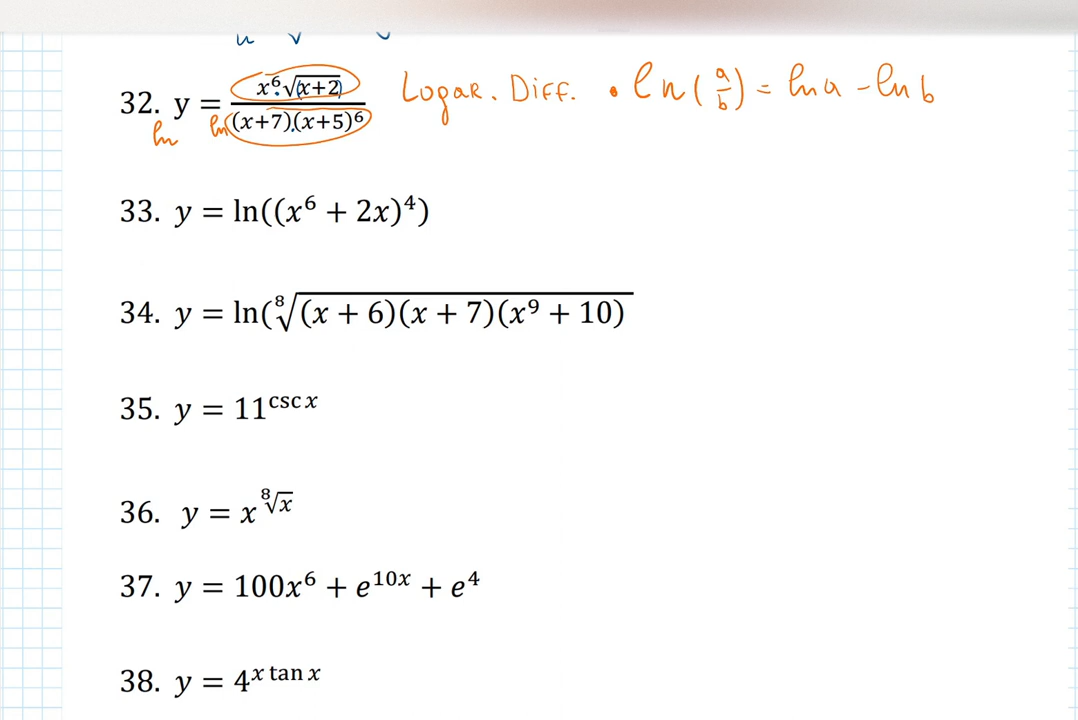 32. y = x⁶√(x+2) / (x+7)(x+5)⁶ Logar. Diff. • ln(a/b) = ln a - ln b
ln ln
33. y = ln((x⁶ + 2x)⁴)
34. y = ln(⁸√(x + 6)(x + 7)(x⁹ + 10)
35. y = 11^csc x
36. y = x^⁸√x
37. y = 100x⁶ + e^10x + e⁴
38. y = 4^x tan x